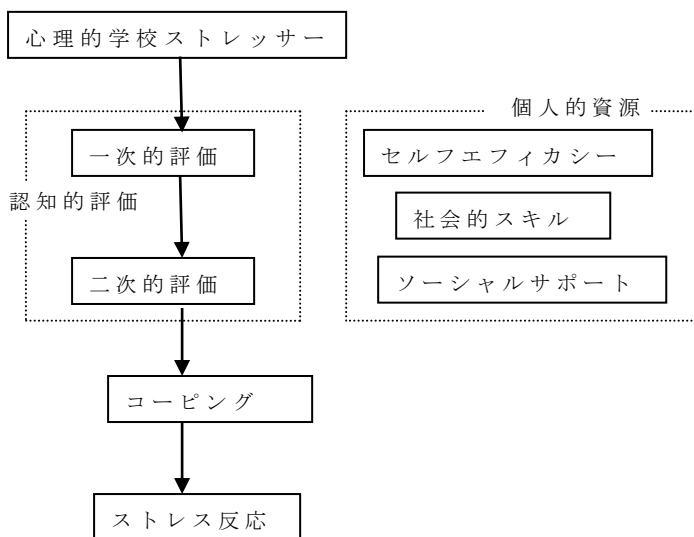 心理的学校ストレッサー
個人的資源
一次的評価
セルフエフィカシー
認知的評価
社会的スキル
二次的評価
ソーシャルサポート
コーピング
ストレス反応